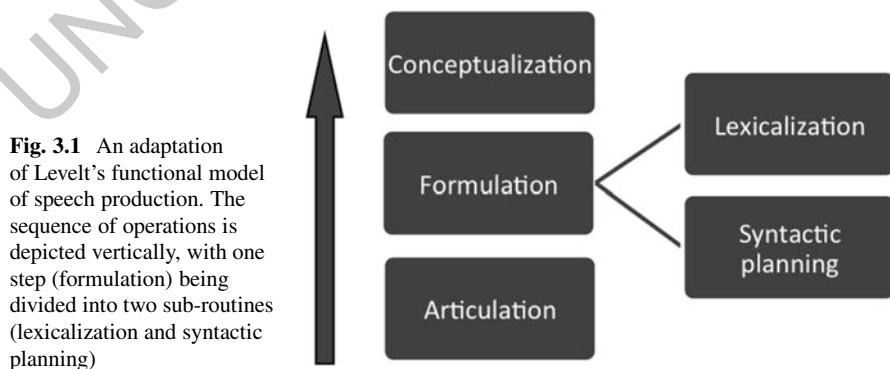 UNC
Conceptualization
Lexicalization
Fig. 3.1 An adaptation
of Levelt’s functional model
of speech production. The
sequence of operations is
depicted vertically, with one
step (formulation) being
divided into two sub-routines
(lexicalization and syntactic
planning)
Formulation
Syntactic
planning
Articulation